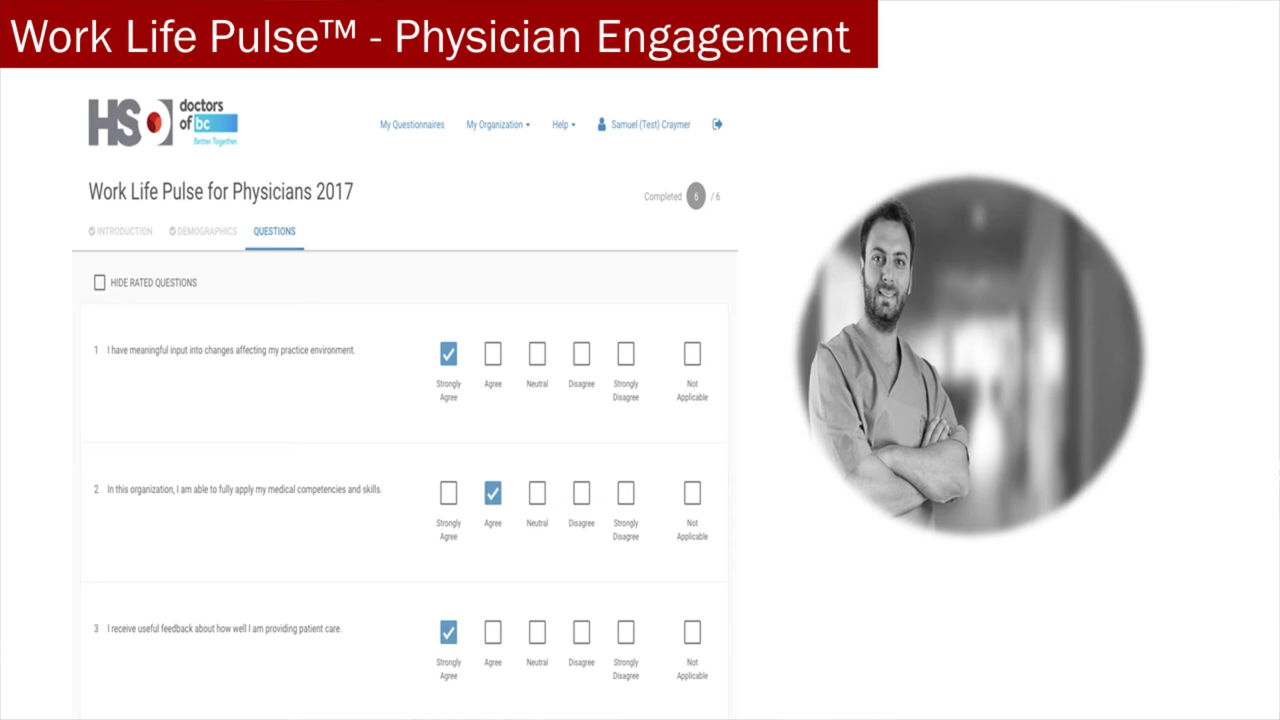 Work Life Pulse™ - Physician Engagement
HSO
doctors
of bc
Better. Together.
My Questionnaires My Organization Help Samuel (Test) Craymer
Work Life Pulse for Physicians 2017
Completed 6 / 6
INTRODUCTION DEMOGRAPHICS QUESTIONS
HIDE RATED QUESTIONS
1 I have meaningful input into changes affecting my practice environment.
Strongly Agree Neutral Disagree Strongly Not
Agree Disagree Applicable
2 In this organization, I am able to fully apply my medical competencies and skills.
Strongly Agree Neutral Disagree Strongly Not
Agree Disagree Applicable
3 I receive useful feedback about how well I am providing patient care.
Strongly Agree Neutral Disagree Strongly Not
Agree Disagree Applicable